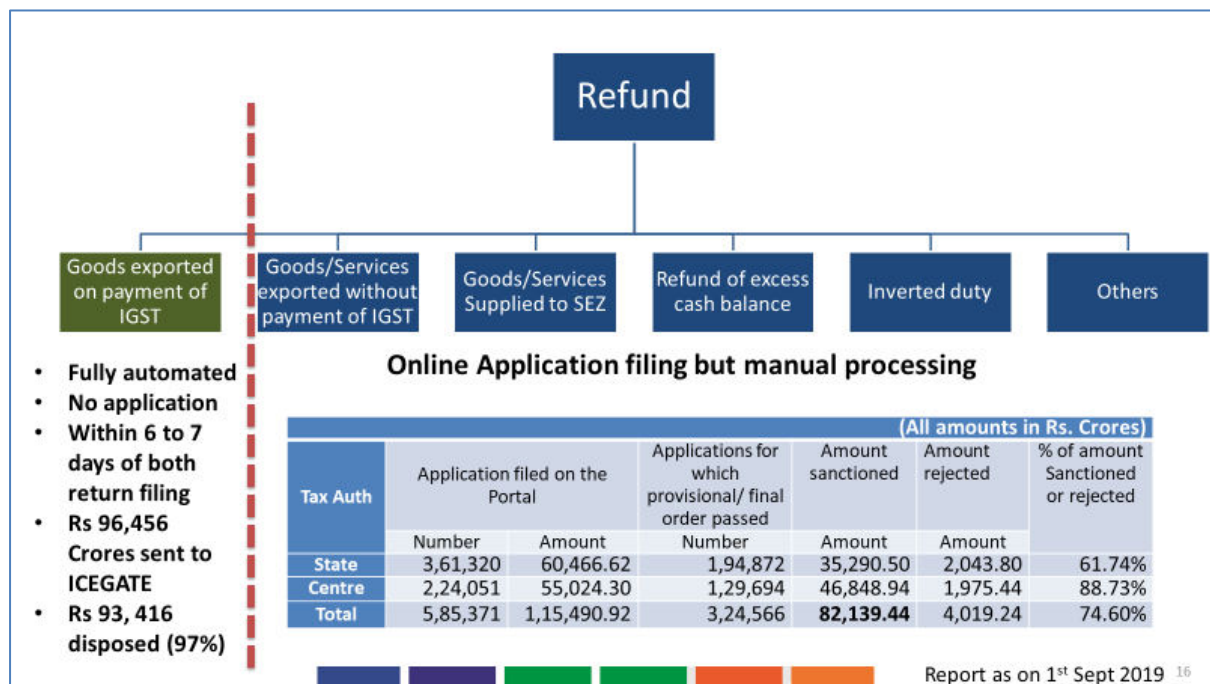 Refund
Goods exported
on payment of
IGST
Goods/Services
exported without
payment of IGST
Goods/Services
Supplied to SEZ
Refund of excess
cash balance
Inverted duty
Others
• Fully automated
• No application
• Within 6 to 7
days of both
return filing
• Rs 96,456
Crores sent to
ICEGATE
• Rs 93, 416
disposed (97%)
Online Application filing but manual processing
(All amounts in Rs. Crores)
Tax Auth
Application filed on the
Portal
Applications for
which
provisional/ final
order passed
Amount
sanctioned
Amount
rejected
% of amount
Sanctioned
or rejected
Number Amount Number Amount Amount
State 3,61,320 60,466.62 1,94,872 35,290.50 2,043.80 61.74%
Centre 2,24,051 55,024.30 1,29,694 46,848.94 1,975.44 88.73%
Total 5,85,371 1,15,490.92 3,24,566 82,139.44 4,019.24 74.60%
Report as on 1st Sept 2019 16